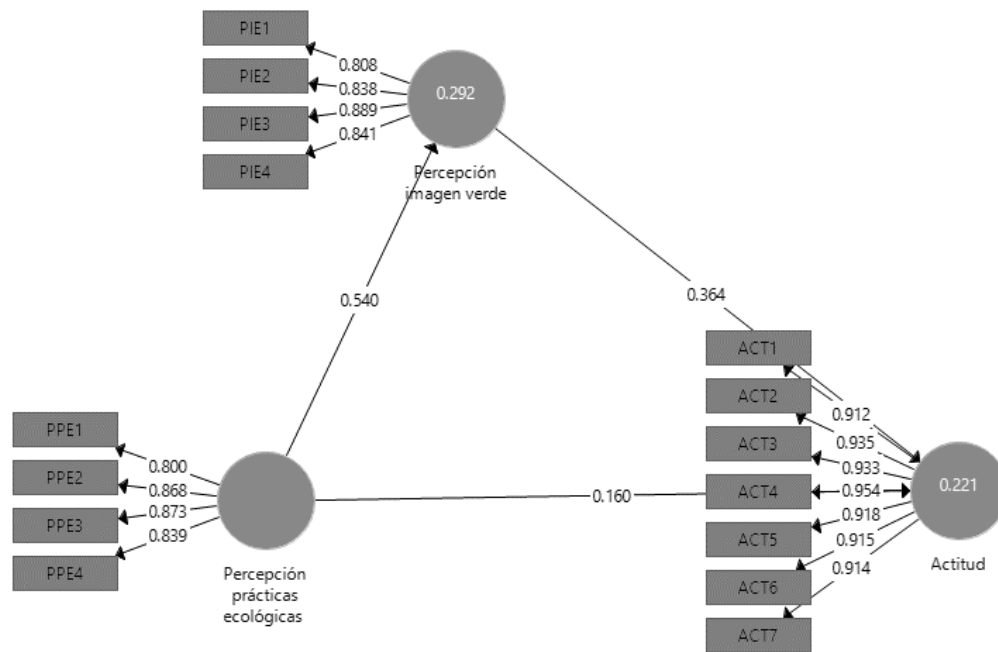 PIE1
PIE2
PIE3
PIE4
0.808
0.838
0.889
0.841
0.292
Percepción
imagen verde
0.540
0.364
PPE1
PPE2
PPE3
PPE4
0.800
0.868
0.873
0.839
Percepción
prácticas
ecológicas
0.160
ACT1
ACT2
ACT3
ACT4
ACT5
ACT6
ACT7
0.912
0.935
0.933
0.954
0.918
0.915
0.914
0.221
Actitud